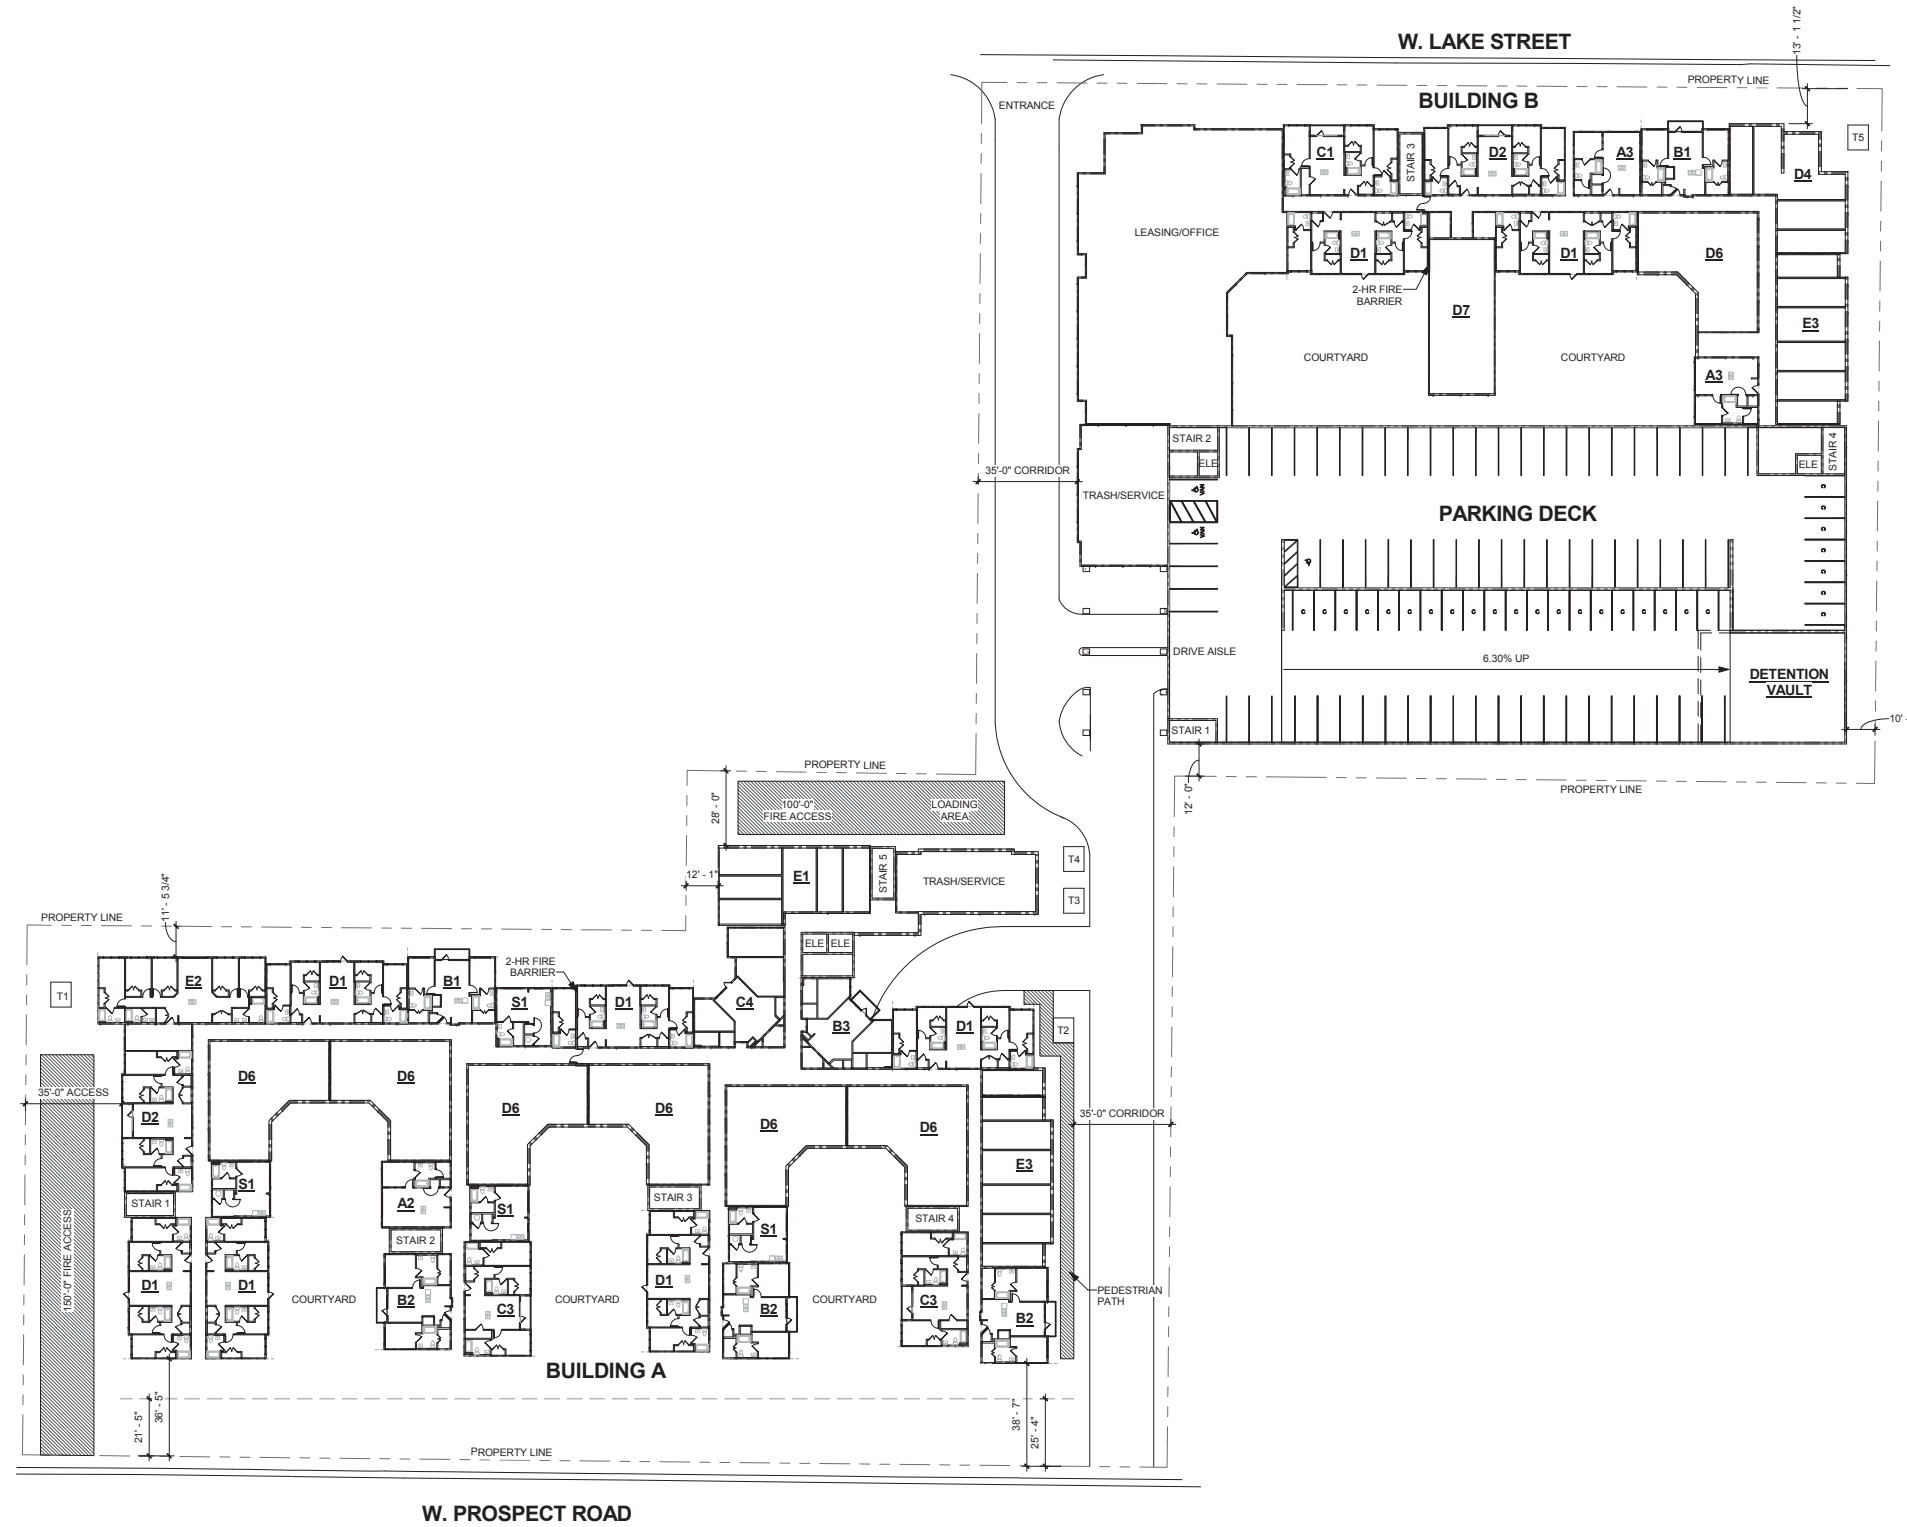 W. LAKE STREET
13' - 1 1/2"
PROPERTY LINE
ENTRANCE
BUILDING B
T5
C1
STAIR 3
D2
A3
B1
D4
LEASING/OFFICE
D1
D1
D6
2-HR FIRE
BARRIER
D7
E3
COURTYARD
COURTYARD
A3
STAIR 2
ELE
ELE
STAIR 4
35'-0" CORRIDOR
TRASH/SERVICE
VAN
VAN
PARKING DECK
C
C
C
C
C
C
C
C C C C C C C C C C C C C C C C C C C
DRIVE AISLE
6.30% UP
DETENTION
VAULT
STAIR 1
10' -
12' - 0"
PROPERTY LINE
PROPERTY LINE
28' - 0"
100'-0"
FIRE ACCESS
LOADING
AREA
12' - 1"
E1
STAIR 5
TRASH/SERVICE
T4
T3
PROPERTY LINE
11' - 5 3/4"
ELE
ELE
T1
E2
D1
B1
2-HR FIRE
BARRIER
S1
D1
C4
B3
D1
T2
35'-0" ACCESS
D6
D6
D6
D6
D6
D6
35'-0" CORRIDOR
D2
E3
STAIR 1
S1
A2
S1
STAIR 3
S1
STAIR 4
STAIR 2
150'-0" FIRE ACCESS
D1
D1
COURTYARD
B2
C3
COURTYARD
D1
B2
COURTYARD
C3
B2
PEDESTRIAN
PATH
BUILDING A
21' - 5"
36' - 5"
38' - 7"
25' - 4"
PROPERTY LINE
W. PROSPECT ROAD